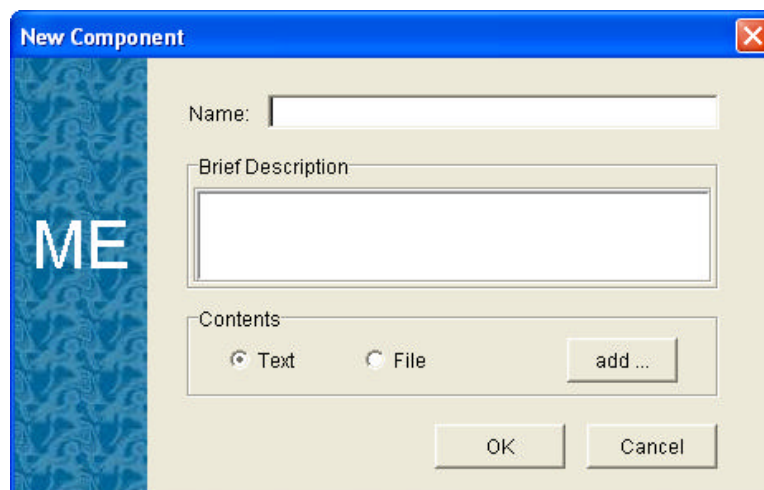 New Component
Name:
Brief Description
ME
Contents
Text File add ...
OK Cancel